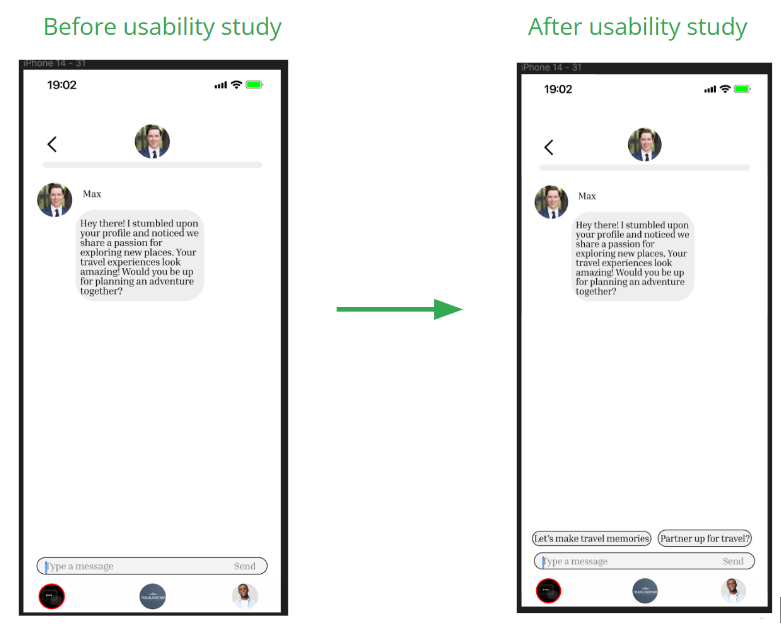 Before usability study
After usability study
iPhone 14 - 31
19:02
Max
Hey there! I stumbled upon
your profile and noticed we
share a passion for
exploring new places. Your
travel experiences look
amazing! Would you be up
for planning an adventure
together?
Type a message
Send
iPhone 14 - 31
19:02
Max
Hey there! I stumbled upon
your profile and noticed we
share a passion for
exploring new places. Your
travel experiences look
amazing! Would you be up
for planning an adventure
together?
Let's make travel memories
Partner up for travel?
Type a message
Send